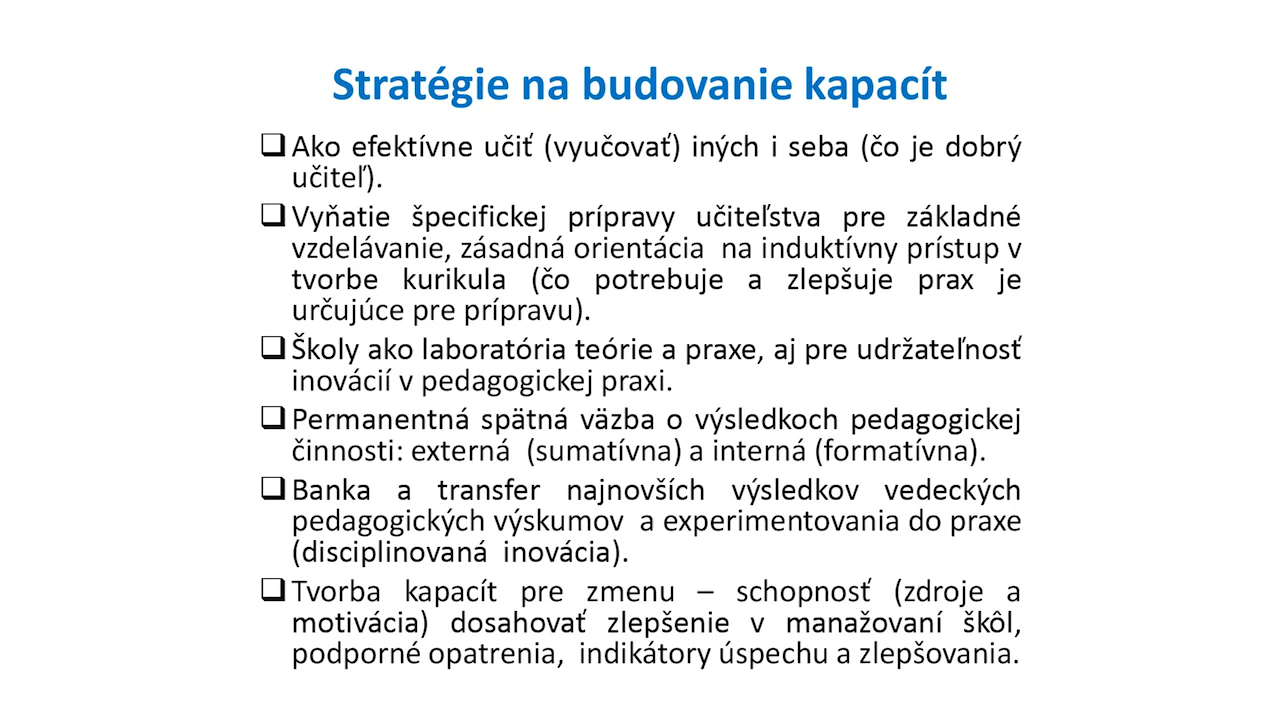 Stratégie na budovanie kapacít
❑ Ako efektívne učiť (vyučovať) iných i seba (čo je dobrý
učiteľ).
❑ Vyňatie špecifickej prípravy učiteľstva pre základné
vzdelávanie, zásadná orientácia na induktívny prístup v
tvorbe kurikula (čo potrebuje a zlepšuje prax je
určujúce pre prípravu).
❑ Školy ako laboratória teórie a praxe, aj pre udržateľnosť
inovácií v pedagogickej praxi.
❑ Permanentná spätná väzba o výsledkoch pedagogickej
činnosti: externá (sumatívna) a interná (formatívna).
❑ Banka a transfer najnovších výsledkov vedeckých
pedagogických výskumov a experimentovania do praxe
(disciplinovaná inovácia).
❑ Tvorba kapacít pre zmenu – schopnosť (zdroje a
motivácia) dosahovať zlepšenie v manažovaní škôl,
podporné opatrenia, indikátory úspechu a zlepšovania.